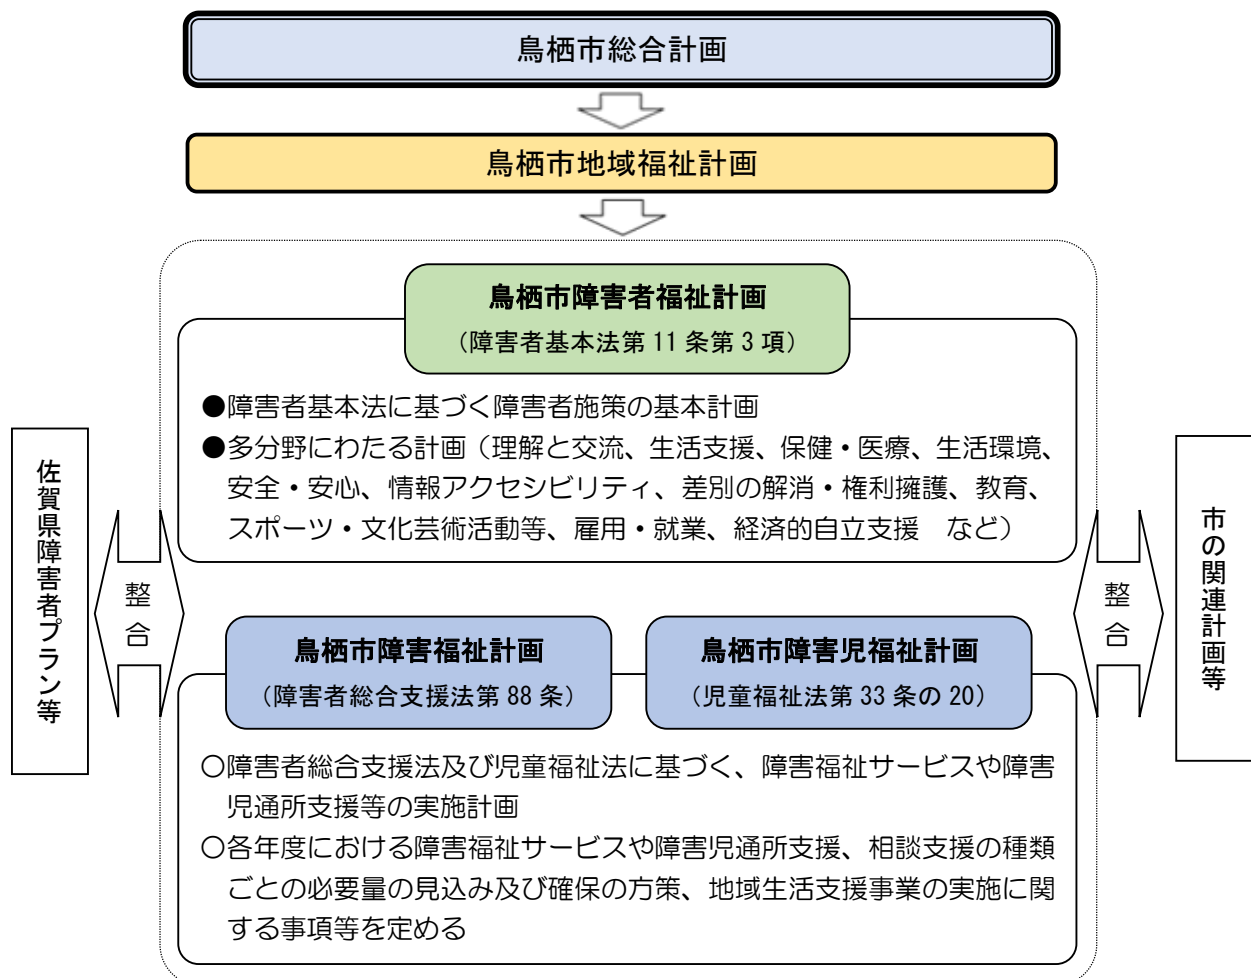 鳥栖市総合計画
鳥栖市地域福祉計画
鳥栖市障害者福祉計画
（障害者基本法第 11 条第 3 項）
●障害者基本法に基づく障害者施策の基本計画
●多分野にわたる計画（理解と交流、生活支援、保健・医療、生活環境、
安全・安心、情報アクセシビリティ、差別の解消・権利擁護、教育、
スポーツ・文化芸術活動等、雇用・就業、経済的自立支援　など）
佐賀県障害者プラン等
整合
整合
市の関連計画等
鳥栖市障害福祉計画
（障害者総合支援法第 88 条）
鳥栖市障害児福祉計画
（児童福祉法第 33 条の 20）
○障害者総合支援法及び児童福祉法に基づく、障害福祉サービスや障害
児通所支援等の実施計画
○各年度における障害福祉サービスや障害児通所支援、相談支援の種類
ごとの必要量の見込み及び確保の方策、地域生活支援事業の実施に関
する事項等を定める